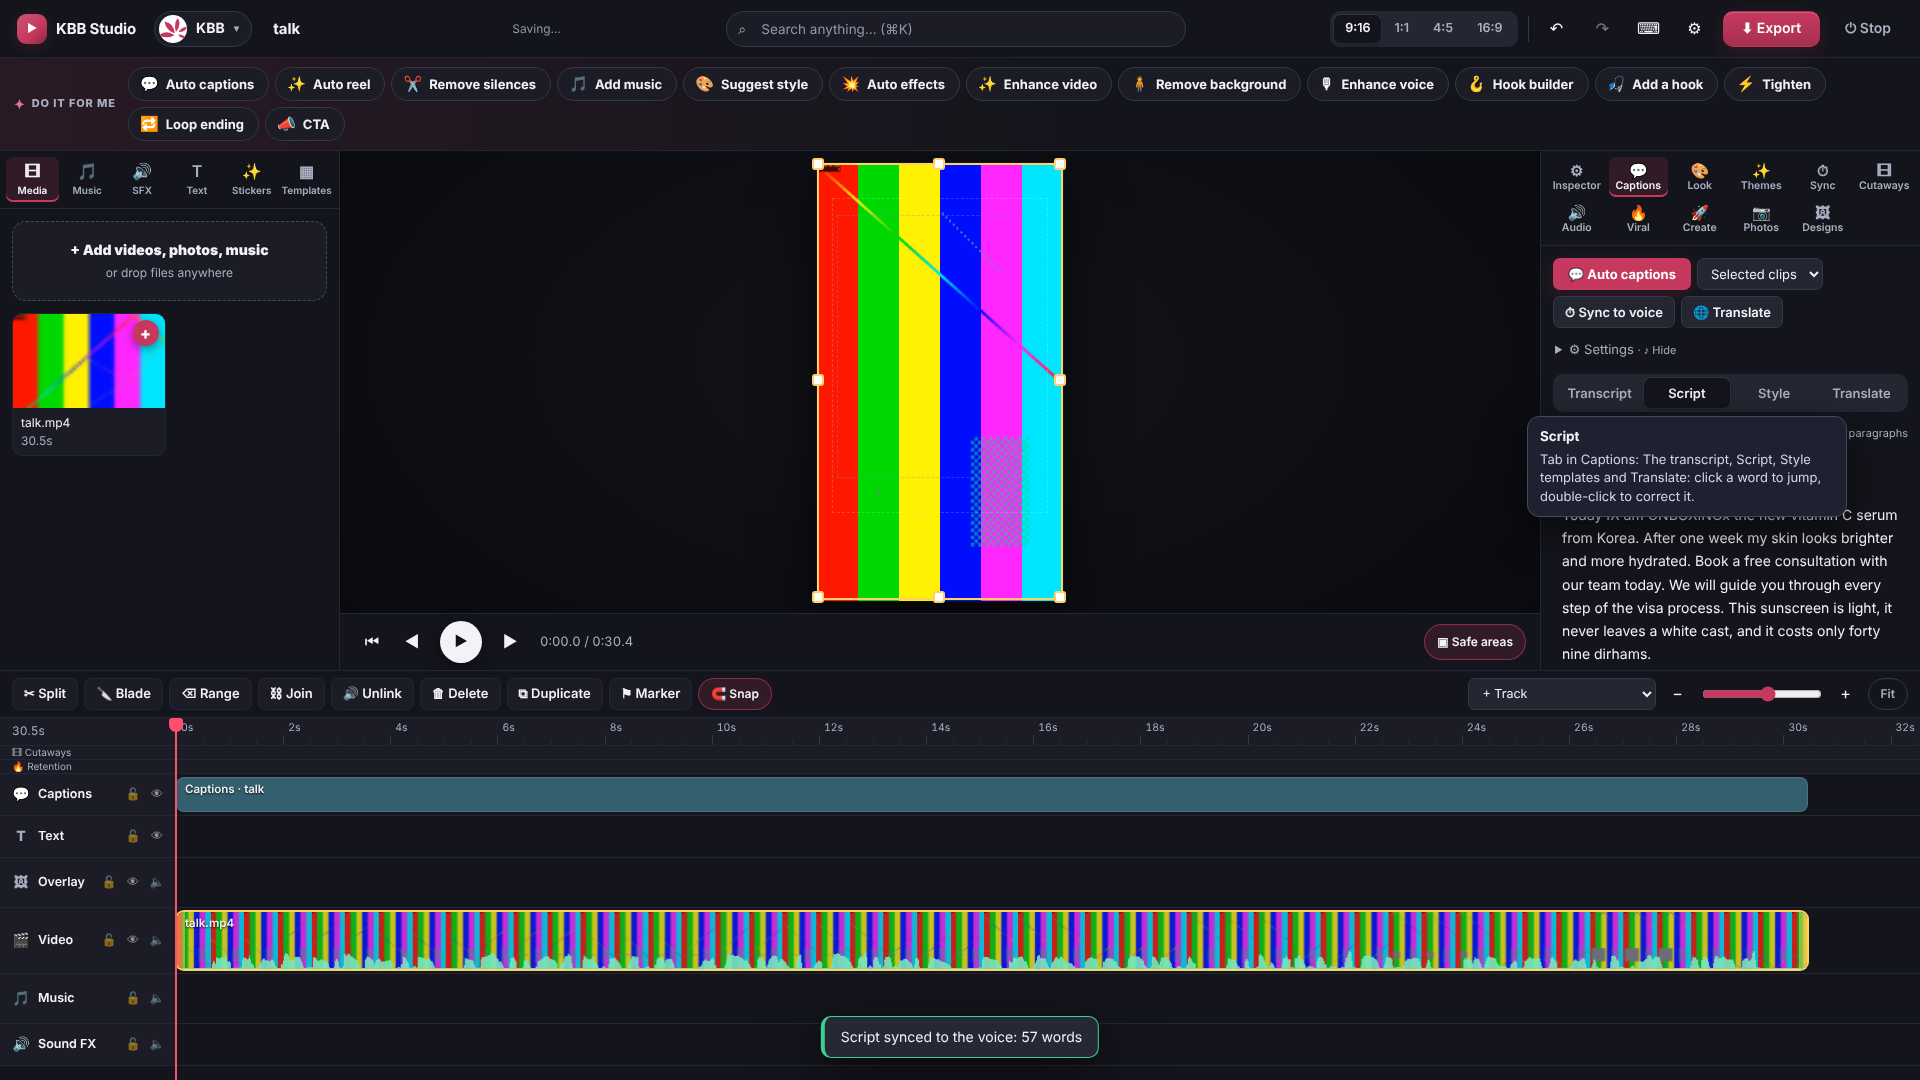 KBB Studio
KBB
talk
Saving...
Search anything... (⌘K)
9:16
1:1
4:5
16:9
Export
Stop
DO IT FOR ME
Auto captions
Auto reel
Remove silences
Add music
Suggest style
Auto effects
Enhance video
Remove background
Enhance voice
Hook builder
Add a hook
Tighten
Loop ending
CTA
Media
Music
SFX
Text
Stickers
Templates
+ Add videos, photos, music
or drop files anywhere
talk.mp4
30.5s
0:00.0 / 0:30.4
Safe areas
Inspector
Captions
Look
Themes
Sync
Cutaways
Audio
Viral
Create
Photos
Designs
Auto captions
Selected clips
Sync to voice
Translate
Settings · ♪ Hide
Transcript
Script
Style
Translate
paragraphs
Script
Tab in Captions: The transcript, Script, Style
templates and Translate: click a word to jump,
double-click to correct it.
C serum
from Korea. After one week my skin looks brighter
and more hydrated. Book a free consultation with
our team today. We will guide you through every
step of the visa process. This sunscreen is light, it
never leaves a white cast, and it costs only forty
nine dirhams.
Split
Blade
Range
Join
Unlink
Delete
Duplicate
Marker
Snap
+ Track
Fit
30.5s
0s
2s
4s
6s
8s
10s
12s
14s
16s
18s
20s
22s
24s
26s
28s
30s
32s
Cutaways
Retention
Captions
Captions · talk
Text
Overlay
Video
talk.mp4
Music
Sound FX
Script synced to the voice: 57 words